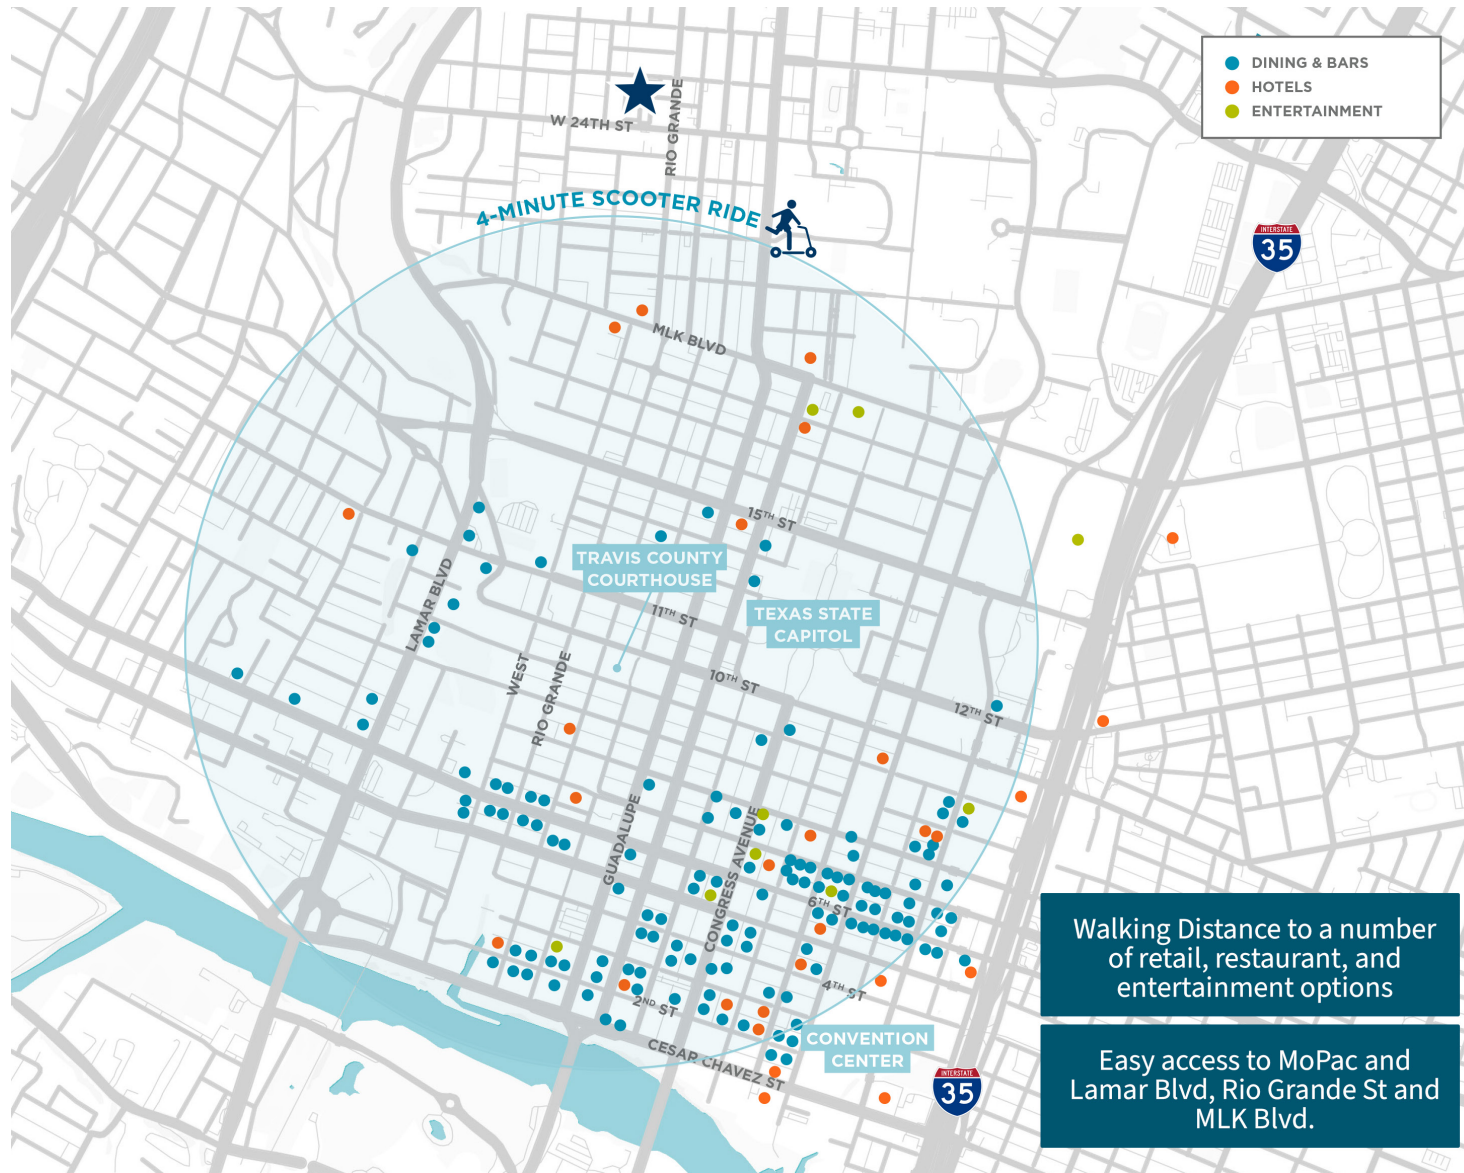 DINING & BARS
HOTELS
ENTERTAINMENT
W 24TH ST
RIO GRANDE
4-MINUTE SCOOTER RIDE
INTERSTATE
35
MLK BLVD
15TH ST
TRAVIS COUNTY
COURTHOUSE
TEXAS STATE
CAPITOL
11TH ST
LAMAR BLVD
WEST
RIO GRANDE
10TH ST
12TH ST
GUADALUPE
CONGRESS AVENUE
6TH ST
4TH ST
2ND ST
CESAR CHAVEZ ST
CONVENTION
CENTER
INTERSTATE
35
Walking Distance to a number
of retail, restaurant, and
entertainment options
Easy access to MoPac and
Lamar Blvd, Rio Grande St and
MLK Blvd.